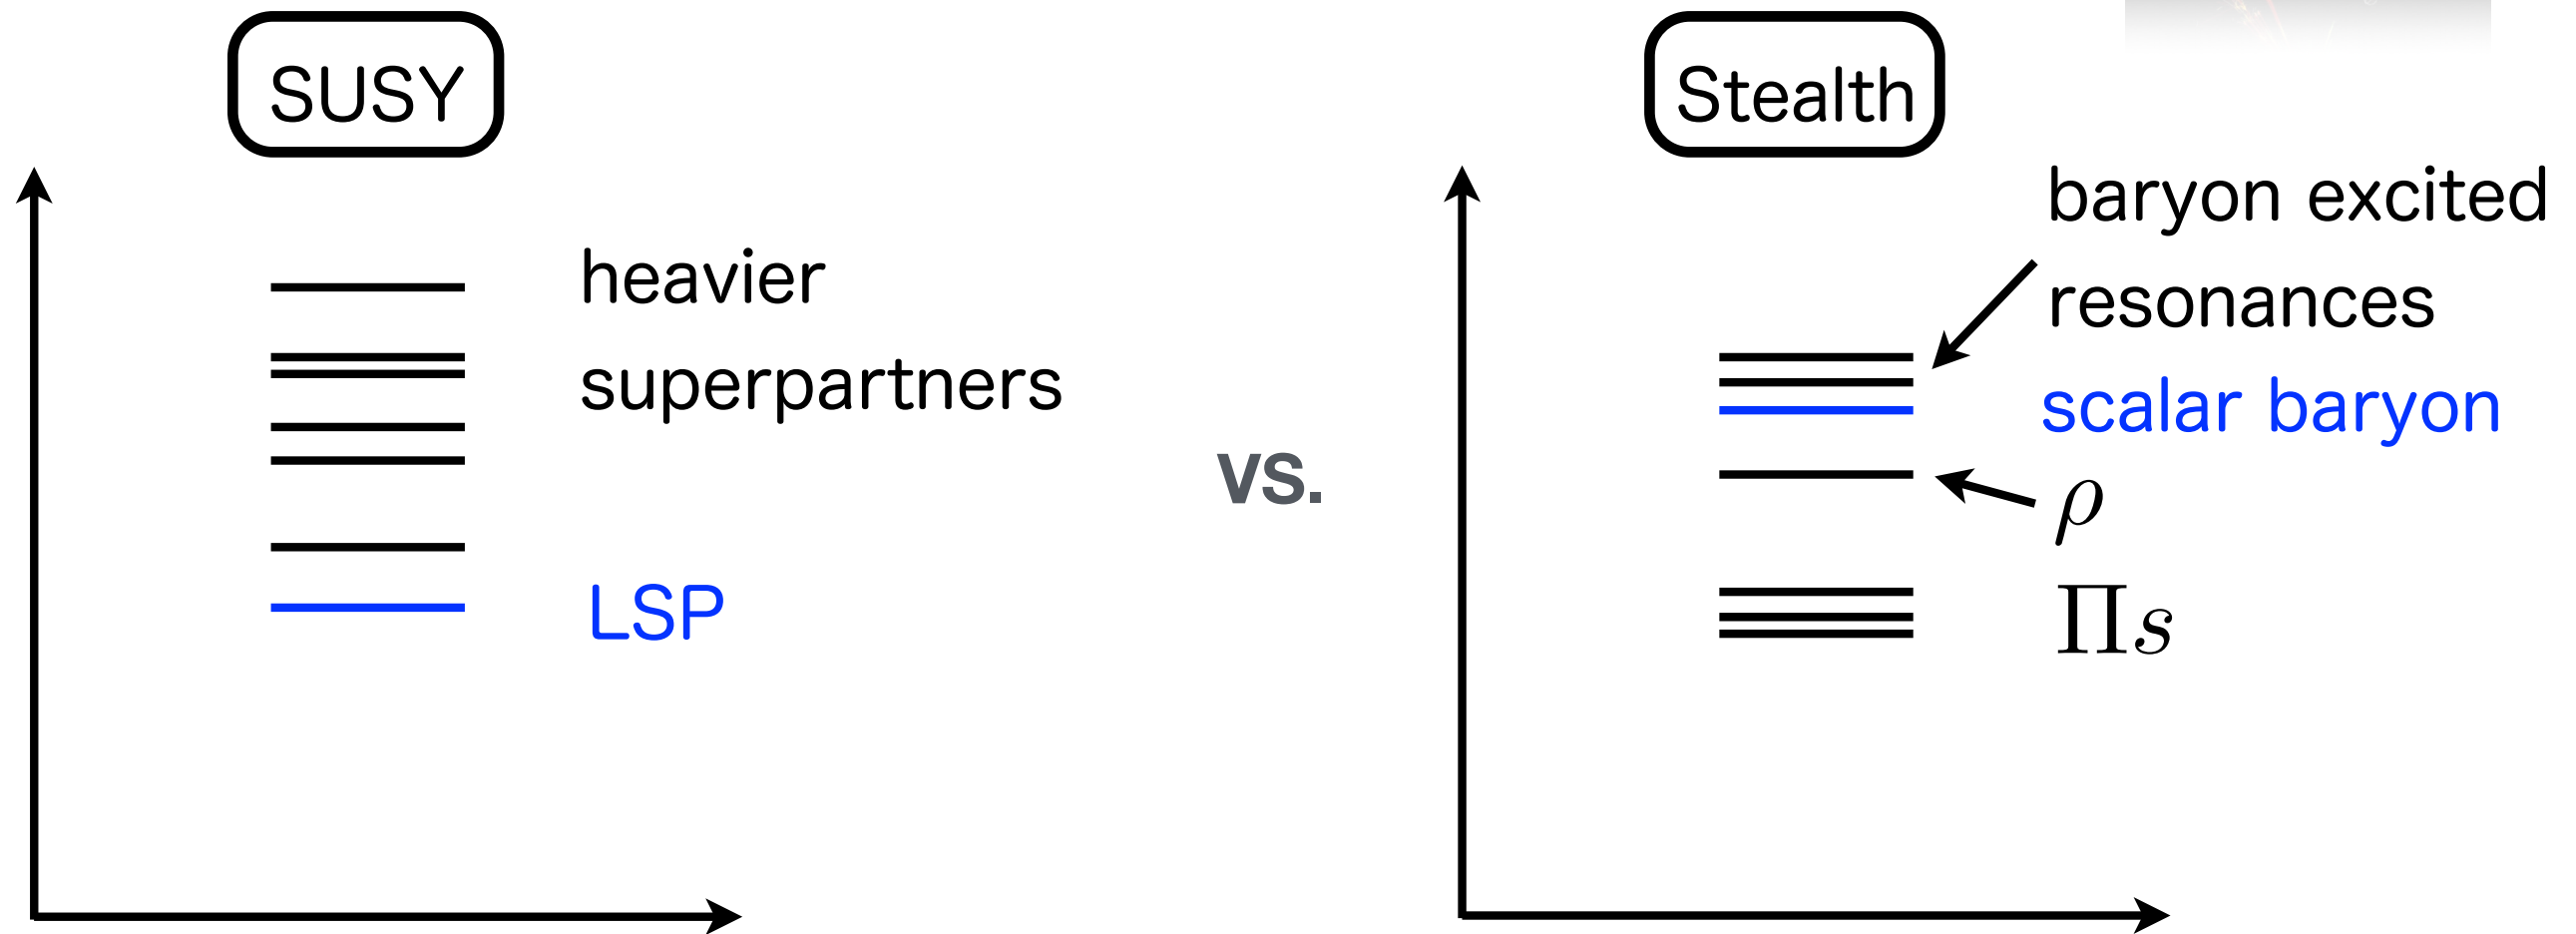 SUSY
heavier
superpartners
LSP
vs.
Stealth
baryon excited
resonances
scalar baryon
ρ
Πs